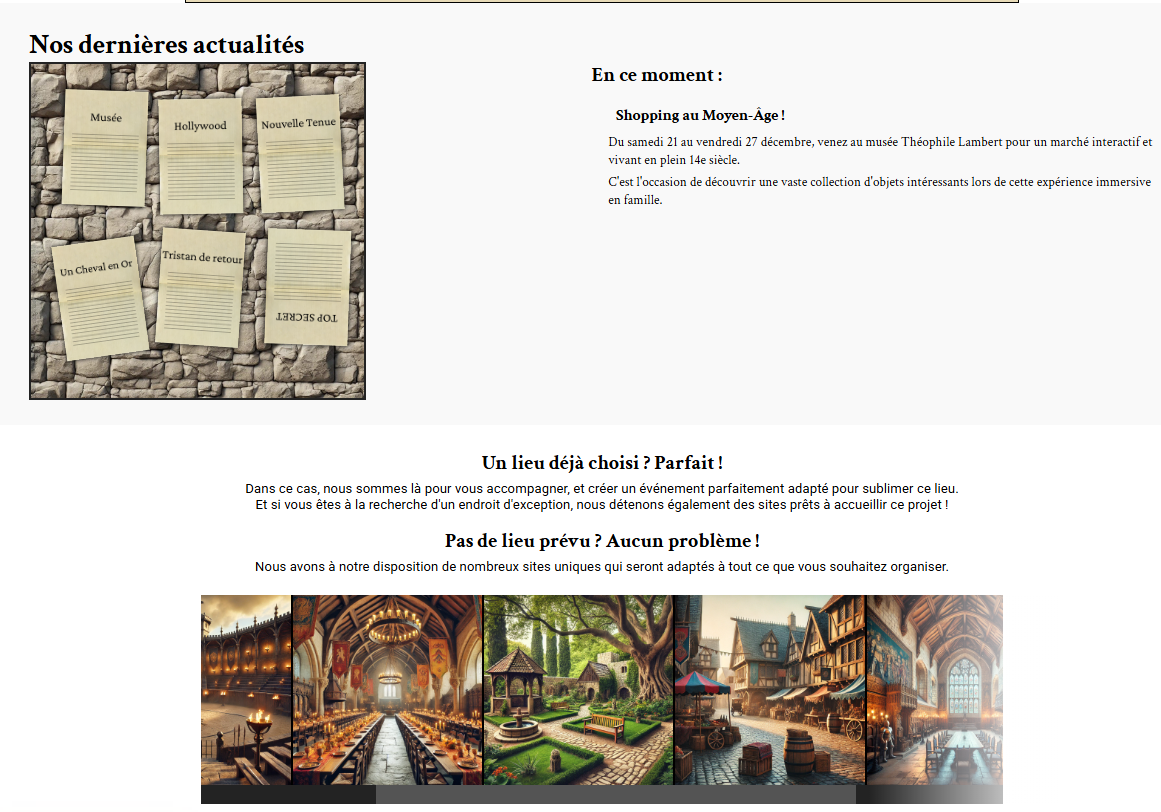 Nos dernières actualités
Musée
Hollywood
Nouvelle Tenue
Un Cheval en Or
Tristan de retour
TOP SECRET
En ce moment :
Shopping au Moyen-Âge !
Du samedi 21 au vendredi 27 décembre, venez au musée Théophile Lambert pour un marché interactif et
vivant en plein 14e siècle.
C'est l'occasion de découvrir une vaste collection d'objets intéressants lors de cette expérience immersive
en famille.
Un lieu déjà choisi ? Parfait !
Dans ce cas, nous sommes là pour vous accompagner, et créer un événement parfaitement adapté pour sublimer ce lieu.
Et si vous êtes à la recherche d'un endroit d'exception, nous détenons également des sites prêts à accueillir ce projet !
Pas de lieu prévu ? Aucun problème !
Nous avons à notre disposition de nombreux sites uniques qui seront adaptés à tout ce que vous souhaitez organiser.